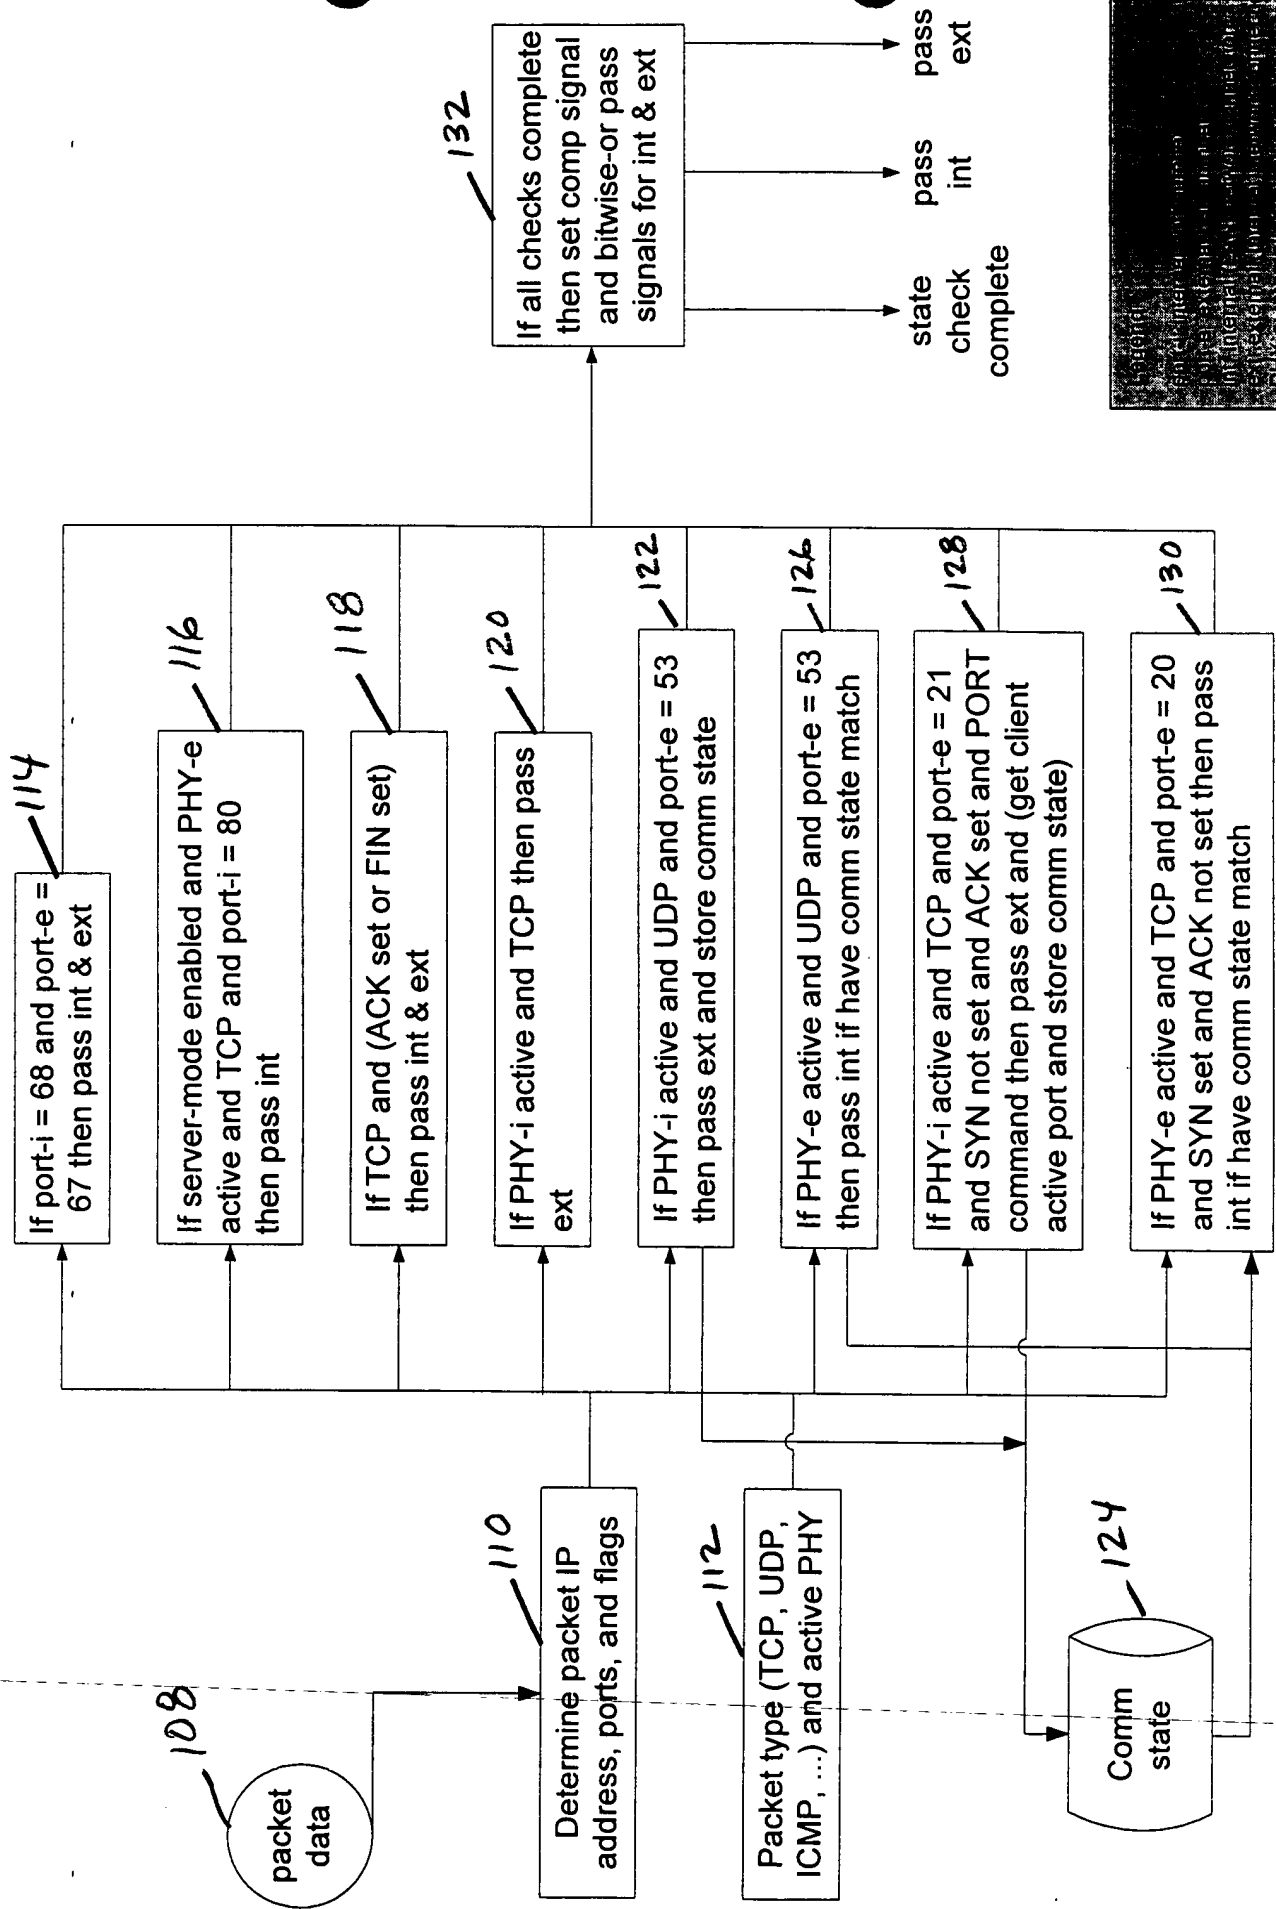 108
packet
data
110
Determine packet IP
address, ports, and flags
112
Packet type (TCP, UDP,
ICMP, ...) and active PHY
Comm
state
124
114
If port-i = 68 and port-e =
67 then pass int & ext
116
If server-mode enabled and PHY-e
active and TCP and port-i = 80
then pass int
118
If TCP and (ACK set or FIN set)
then pass int & ext
120
If PHY-i active and TCP then pass
ext
122
If PHY-i active and UDP and port-e = 53
then pass ext and store comm state
126
If PHY-e active and UDP and port-e = 53
then pass int if have comm state match
128
If PHY-i active and TCP and port-e = 21
and SYN not set and ACK set and PORT
command then pass ext and (get client
active port and store comm state)
130
If PHY-e active and TCP and port-e = 20
and SYN set and ACK not set then pass
int if have comm state match
132
If all checks complete
then set comp signal
and bitwise-or pass
signals for int & ext
state
check
complete
pass
int
pass
ext